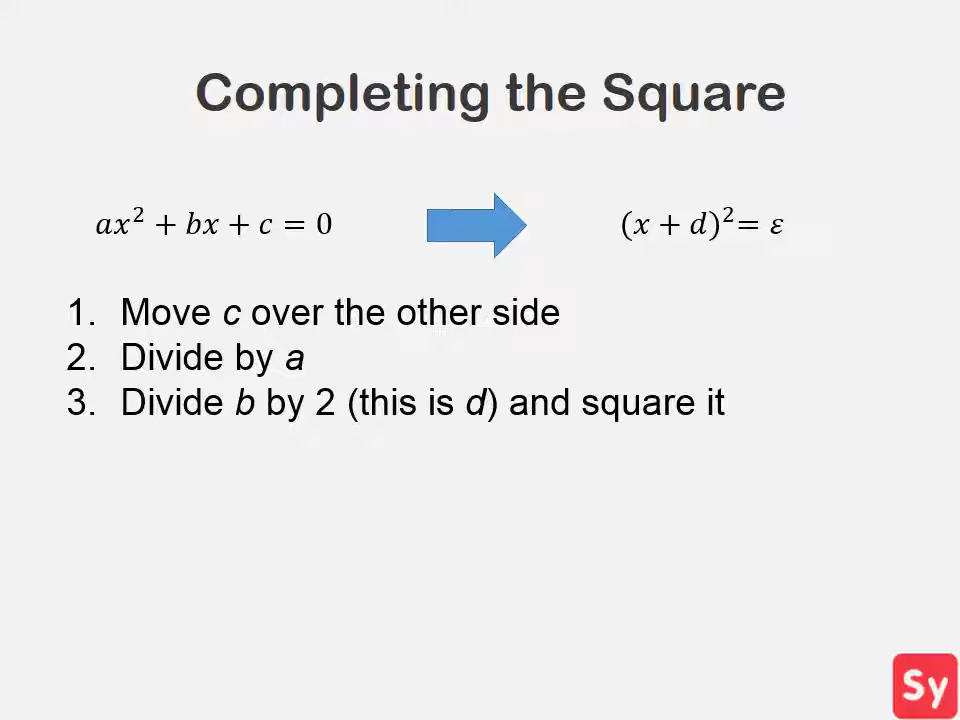 Completing the Square
𝑎𝑥² + 𝑏𝑥 + 𝑐 = 0
(𝑥 + 𝑑)²= 𝜀
1. Move c over the other side
2. Divide by a
3. Divide b by 2 (this is d) and square it
Sy